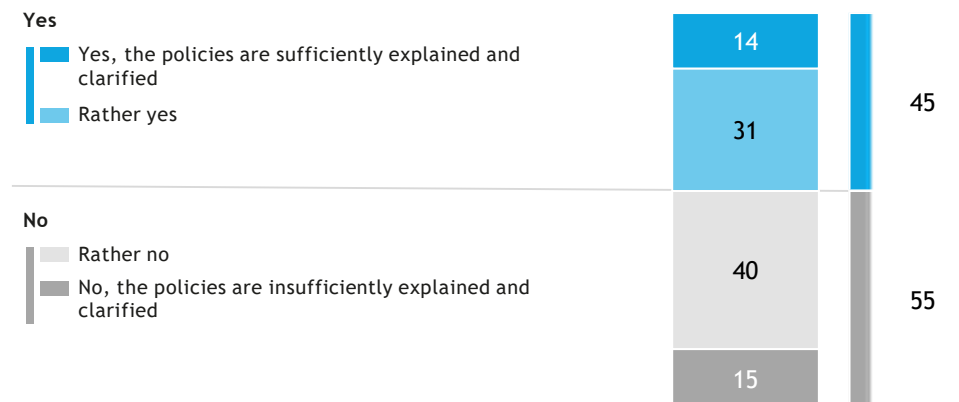 Yes
Yes, the policies are sufficiently explained and
clarified
Rather yes
14
31
45
No
Rather no
No, the policies are insufficiently explained and
clarified
40
15
55